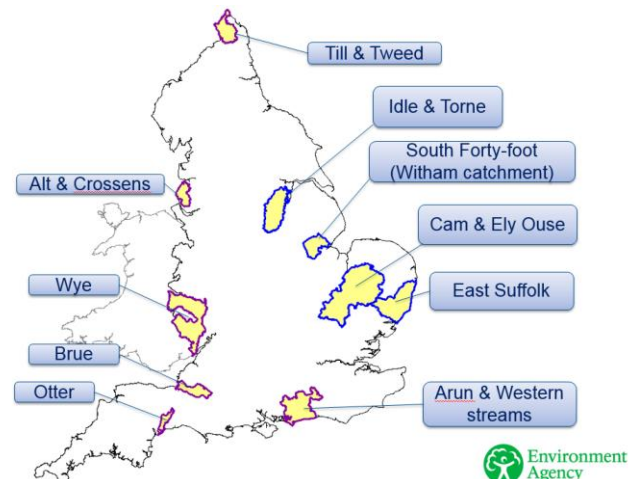 Till & Tweed
Idle & Torne
South Forty-foot
(Witham catchment)
Alt & Crossens
Cam & Ely Ouse
Wye
East Suffolk
Brue
Otter
Arun & Western
streams
Environment
Agency